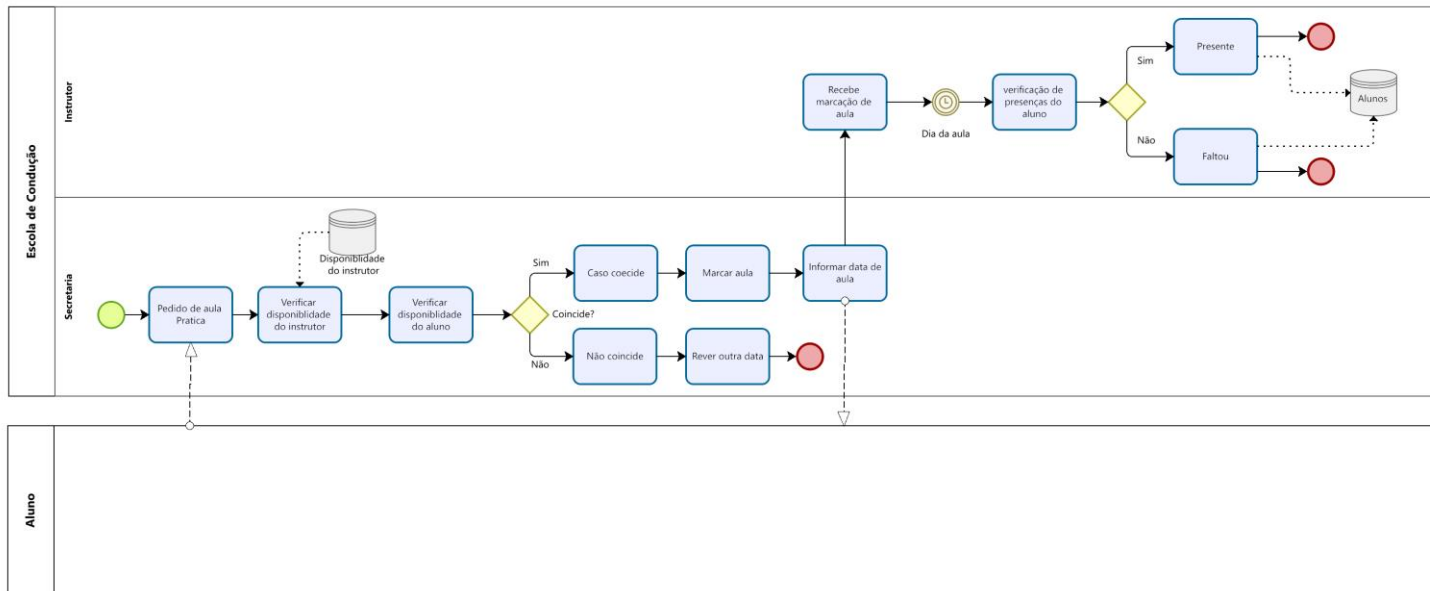 Escola de Condução
Instrutor
Recebe
marcação de
aula
Dia da aula
verificação de
presenças do
aluno
Sim
Não
Presente
Faltou
Alunos
Secretaria
Pedido de aula
Pratica
Disponiblidade
do instrutor
Verificar
disponiblidade
do instrutor
Verificar
disponiblidade
do aluno
Coincide?
Sim
Não
Caso coecide
Marcar aula
Informar data de
aula
Não coincide
Rever outra data
Aluno